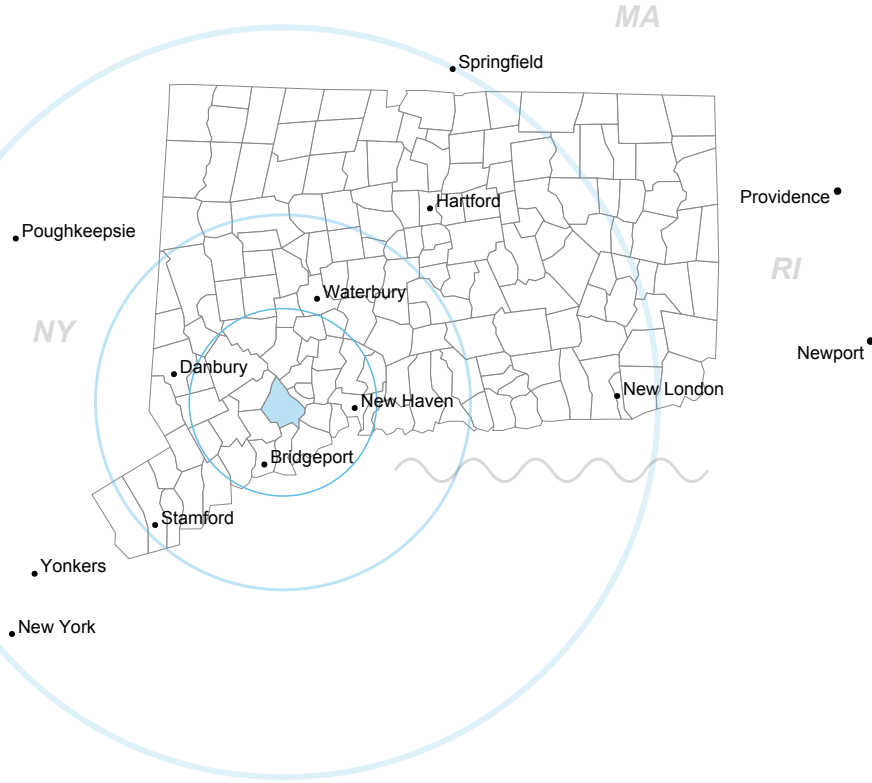 MA
Springfield
Providence
Hartford
Poughkeepsie
RI
Waterbury
NY
Newport
Danbury
New London
New Haven
Bridgeport
Stamford
Yonkers
New York